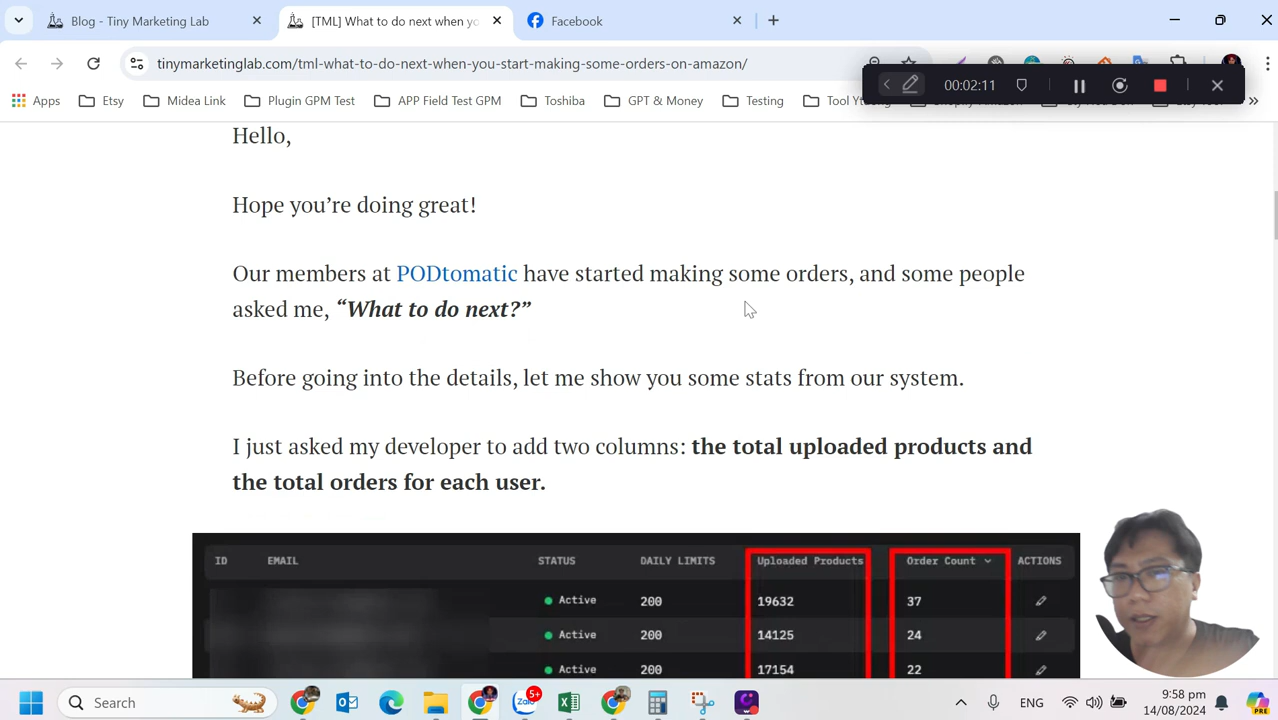 Blog - Tiny Marketing Lab
[TML] What to do next when yo
Facebook
tinymarketinglab.com/tml-what-to-do-next-when-you-start-making-some-orders-on-amazon/
00:02:11
Apps
Etsy
Midea Link
Plugin GPM Test
APP Field Test GPM
Toshiba
GPT & Money
Testing
Hello,
Hope you're doing great!
Our members at PODtomatic have started making some orders, and some people
asked me, “What to do next?”
Before going into the details, let me show you some stats from our system.
I just asked my developer to add two columns: the total uploaded products and
the total orders for each user.
ID EMAIL STATUS DAILY LIMITS Uploaded Products Order Count ACTIONS
Active 200 19632 37
Active 200 14125 24
Active 200 17154 22
Search
Zalo
5+
ENG
9:58 pm
14/08/2024
PRE